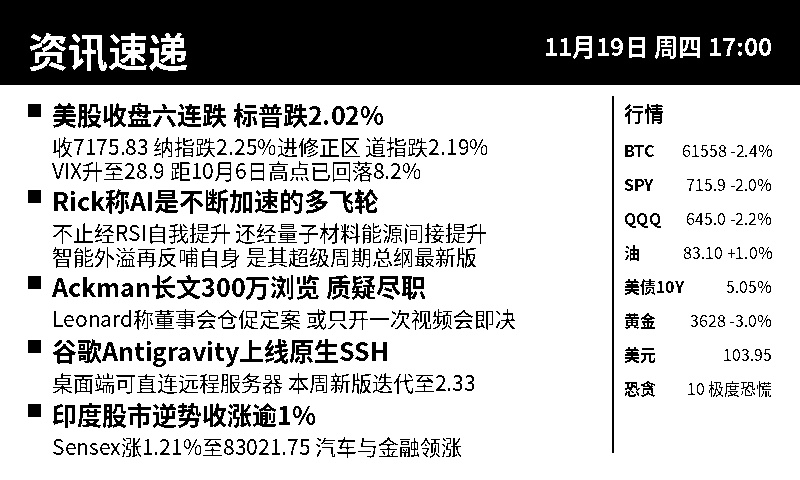 资讯速递
11月19日 周四 17:00
美股收盘六连跌 标普跌2.02%
收7175.83 纳指跌2.25%进修正区 道指跌2.19%
VIX升至28.9 距10月6日高点已回落8.2%
Rick称AI是不断加速的多飞轮
不止经RSI自我提升 还经量子材料能源间接提升
智能外溢再反哺自身 是其超级周期总纲最新版
Ackman长文300万浏览 质疑尽职
Leonard称董事会仓促定案 或只开一次视频会即决
谷歌Antigravity上线原生SSH
桌面端可直连远程服务器 本周新版迭代至2.33
印度股市逆势收涨逾1%
Sensex涨1.21%至83021.75 汽车与金融领涨
行情
BTC 61558 -2.4%
SPY 715.9 -2.0%
QQQ 645.0 -2.2%
油 83.10 +1.0%
美债10Y 5.05%
黄金 3628 -3.0%
美元 103.95
恐贪 10 极度恐慌